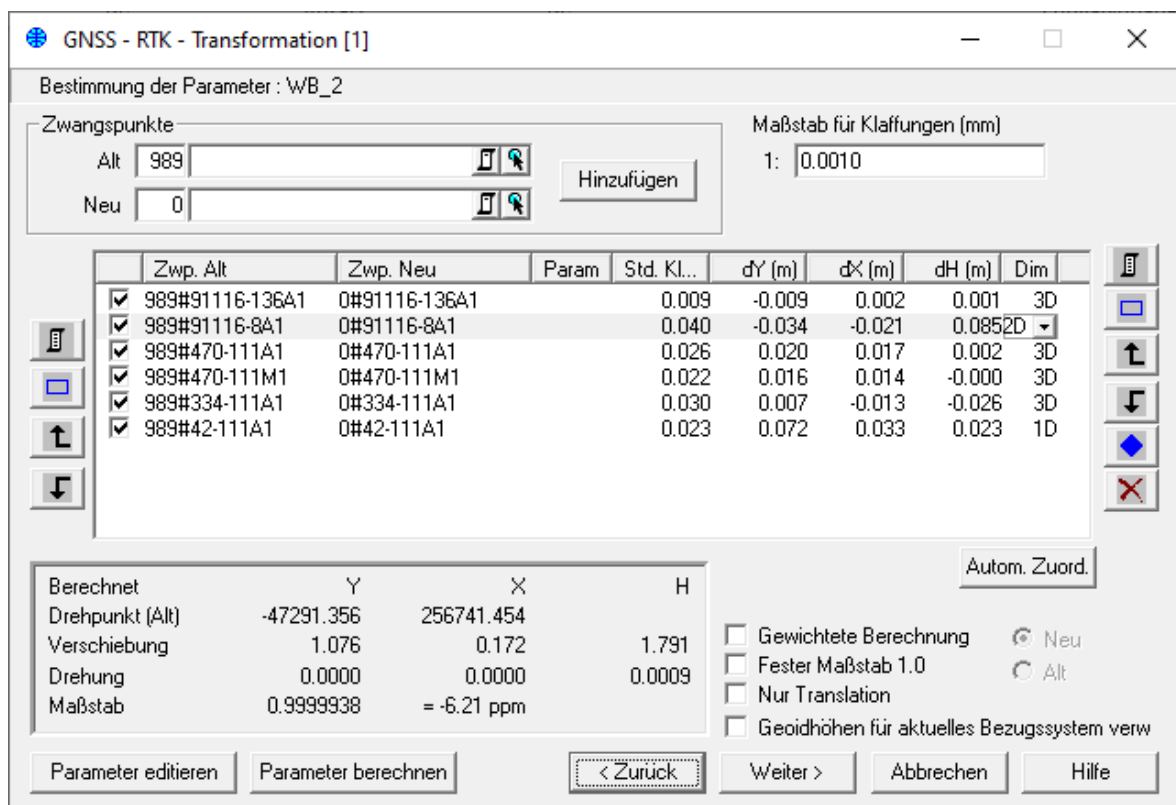 GNSS - RTK - Transformation [1]
Bestimmung der Parameter : WB_2
Zwangspunkte
Maßstab für Klaffungen (mm)
Alt 989
1: 0.0010
Hinzufügen
Neu 0
Zwp. Alt Zwp. Neu Param Std. Kl... dY (m) dX (m) dH (m) Dim
989#91116-136A1 0#91116-136A1 0.009 -0.009 0.002 0.001 3D
989#91116-8A1 0#91116-8A1 0.040 -0.034 -0.021 0.085 2D
989#470-111A1 0#470-111A1 0.026 0.020 0.017 0.002 3D
989#470-111M1 0#470-111M1 0.022 0.016 0.014 -0.000 3D
989#334-111A1 0#334-111A1 0.030 0.007 -0.013 -0.026 3D
989#42-111A1 0#42-111A1 0.023 0.072 0.033 0.023 1D
Autom. Zuord.
Berechnet Y X H
Drehpunkt (Alt) -47291.356 256741.454
Verschiebung 1.076 0.172 1.791
Drehung 0.0000 0.0000 0.0009
Maßstab 0.9999938 = -6.21 ppm
Gewichtete Berechnung
Neu
Fester Maßstab 1.0
Alt
Nur Translation
Geoidhöhen für aktuelles Bezugssystem verw
Parameter editieren
Parameter berechnen
< Zurück
Weiter >
Abbrechen
Hilfe